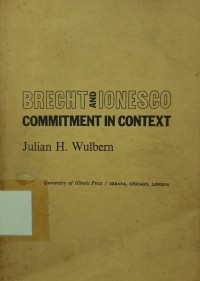 BRECHT AND IONESCO
COMMITMENT IN CONTEXT
Julian H. Wulbern
University of Illinois Press / URBANA, CHICAGO, LONDON